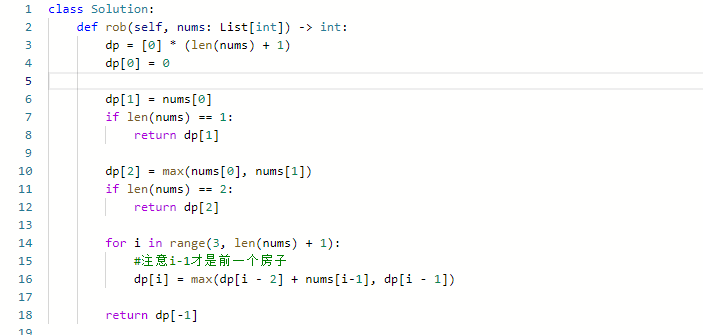 1 class Solution:
2     def rob(self, nums: List[int]) -> int:
3         dp = [0] * (len(nums) + 1)
4         dp[0] = 0
5
6         dp[1] = nums[0]
7         if len(nums) == 1:
8             return dp[1]
9
10         dp[2] = max(nums[0], nums[1])
11         if len(nums) == 2:
12             return dp[2]
13
14         for i in range(3, len(nums) + 1):
15             #注意i-1才是前一个房子
16             dp[i] = max(dp[i - 2] + nums[i-1], dp[i - 1])
17
18         return dp[-1]
19